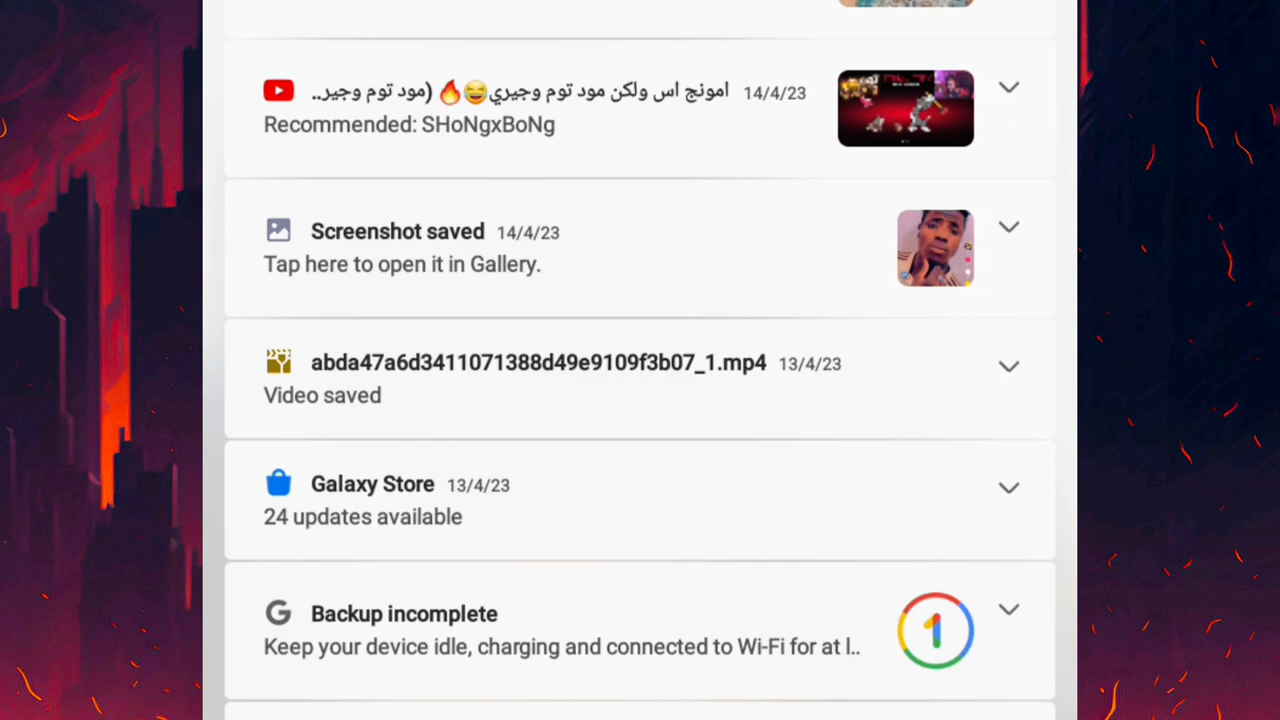 امونج اس ولكن مود توم وجيري😂🔥 (مود توم وجير.. 14/4/23
Recommended: SHoNgxBoNg
Screenshot saved 14/4/23
Tap here to open it in Gallery.
abda47a6d3411071388d49e9109f3b07_1.mp4 13/4/23
Video saved
Galaxy Store 13/4/23
24 updates available
Backup incomplete
Keep your device idle, charging and connected to Wi-Fi for at l..
1